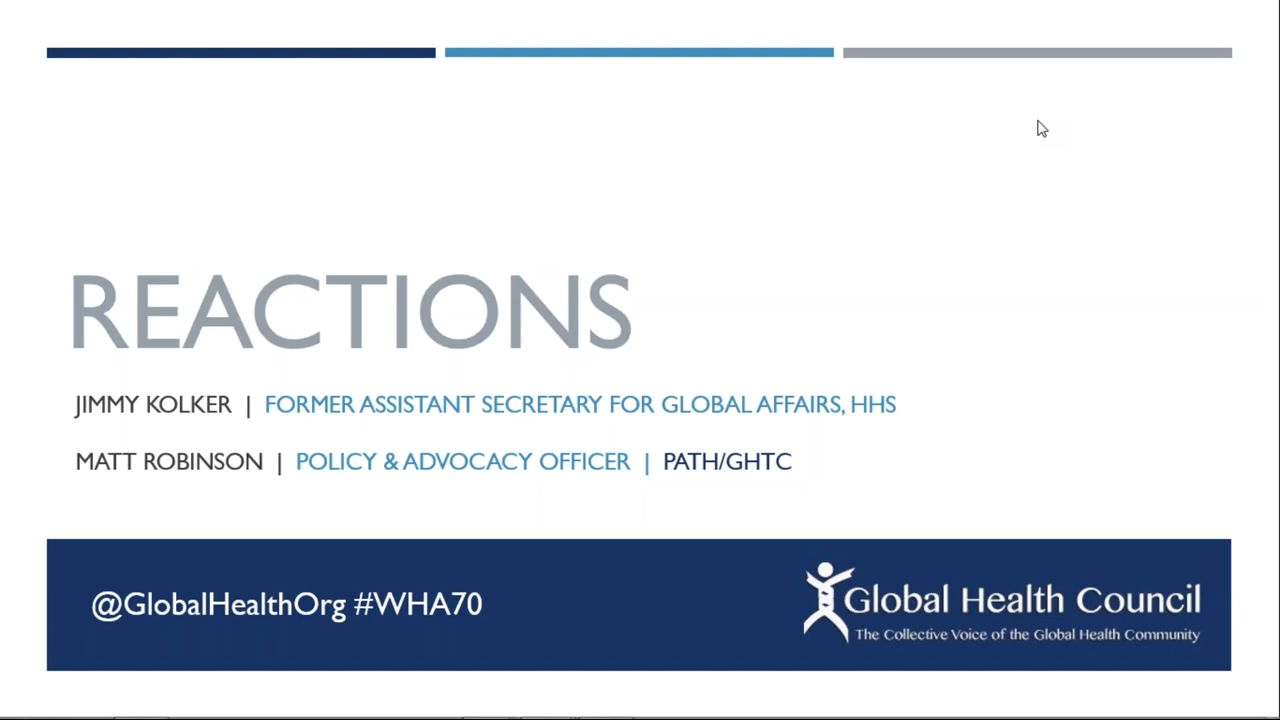 REACTIONS
JIMMY KOLKER | FORMER ASSISTANT SECRETARY FOR GLOBAL AFFAIRS, HHS
MATT ROBINSON | POLICY & ADVOCACY OFFICER | PATH/GHTC
@GlobalHealthOrg #WHA70
Global Health Council
The Collective Voice of the Global Health Community